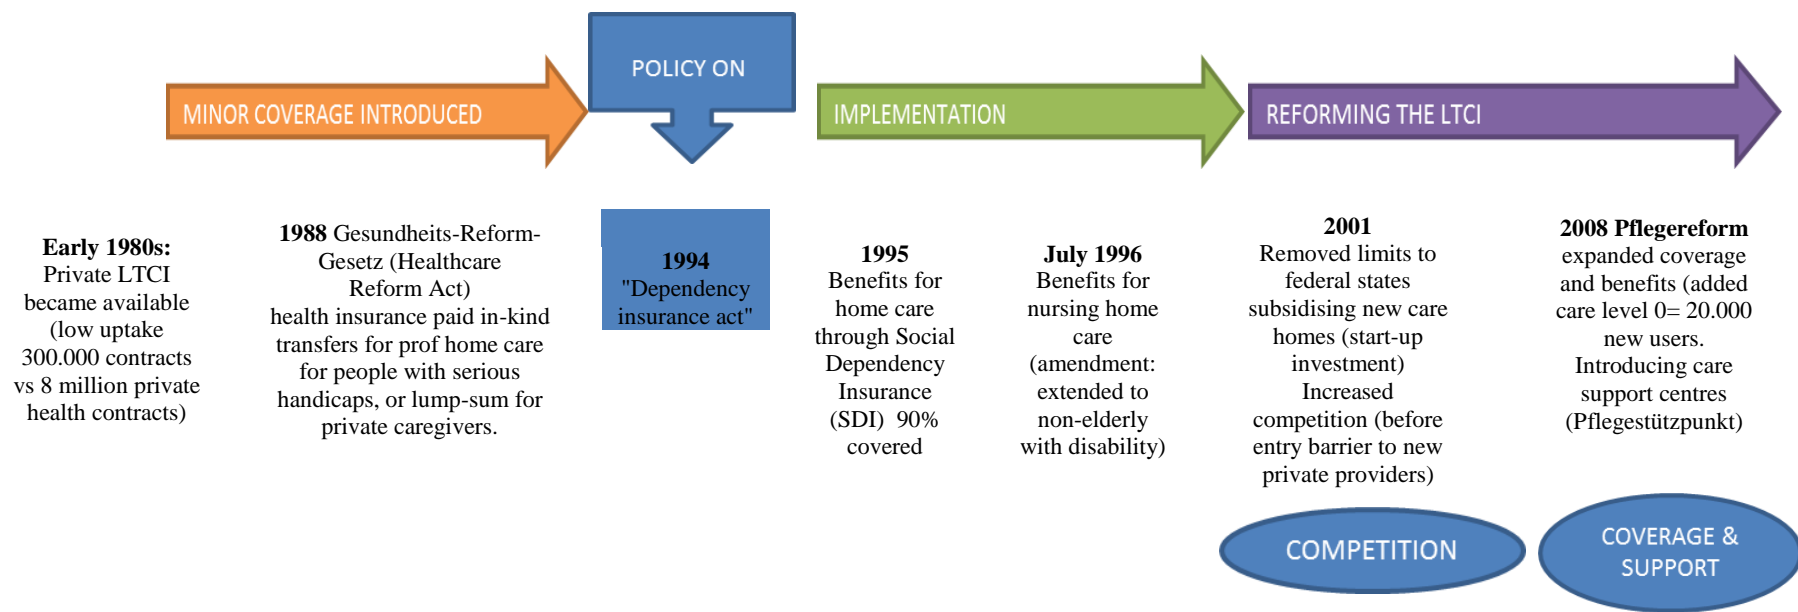 MINOR COVERAGE INTRODUCED
POLICY ON
IMPLEMENTATION
REFORMING THE LTCI
Early 1980s:
Private LTCI
became available
(low uptake
300.000 contracts
vs 8 million private
health contracts)
1988 Gesundheits-Reform-
Gesetz (Healthcare
Reform Act)
health insurance paid in-kind
transfers for prof home care
for people with serious
handicaps, or lump-sum for
private caregivers.
1994
"Dependency
insurance act"
1995
Benefits for
home care
through Social
Dependency
Insurance
(SDI) 90%
covered
July 1996
Benefits for
nursing home
care
(amendment:
extended to
non-elderly
with disability)
2001
Removed limits to
federal states
subsidising new care
homes (start-up
investment)
Increased
competition (before
entry barrier to new
private providers)
2008 Pflegereform
expanded coverage
and benefits (added
care level 0= 20.000
new users.
Introducing care
support centres
(Pflegestützpunkt)
COMPETITION
COVERAGE &
SUPPORT